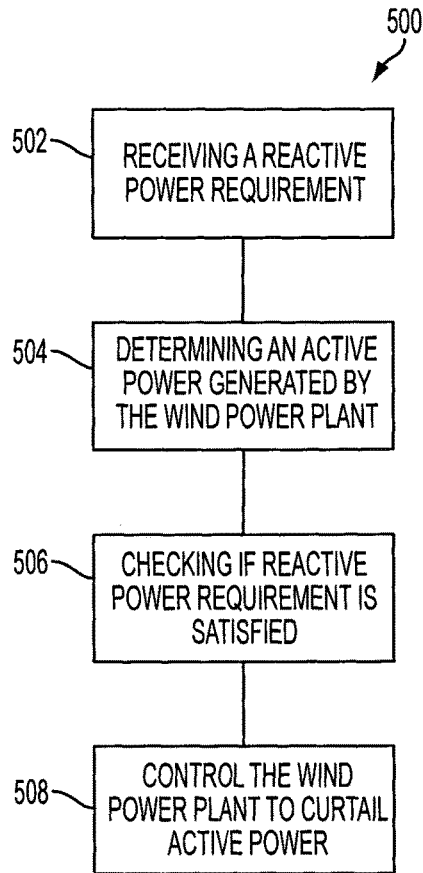 500
502
RECEIVING A REACTIVE
POWER REQUIREMENT
504
DETERMINING AN ACTIVE
POWER GENERATED BY
THE WIND POWER PLANT
506
CHECKING IF REACTIVE
POWER REQUIREMENT IS
SATISFIED
508
CONTROL THE WIND
POWER PLANT TO CURTAIL
ACTIVE POWER